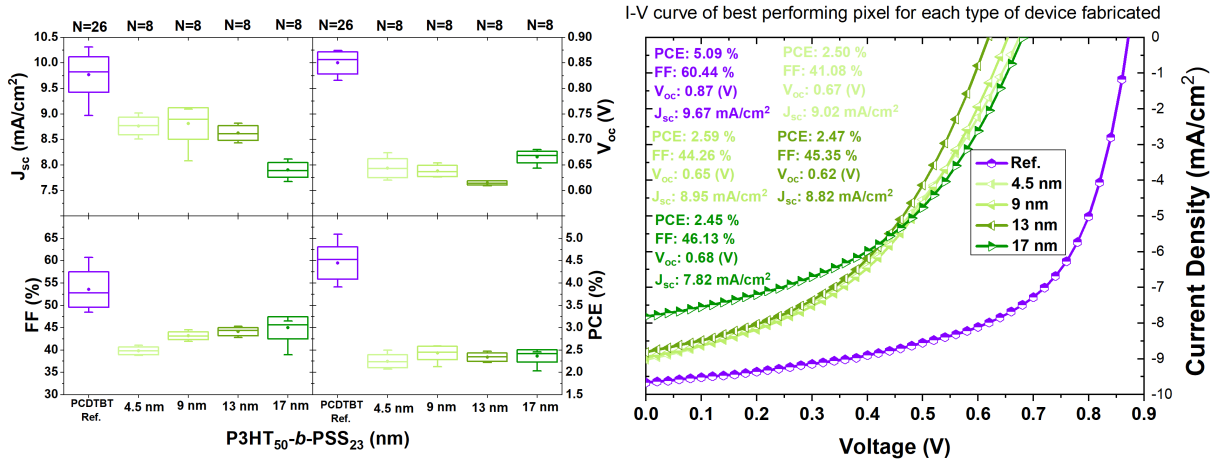 N=26 N=8 N=8 N=8 N=8 N=26 N=8 N=8 N=8 N=8
10.5
10.0
9.5
9.0
8.5
8.0
7.5
Jsc (mA/cm²)
0.90
0.85
0.80
0.75
0.70
0.65
0.60
Voc (V)
65
60
55
50
45
40
35
30
FF (%)
5.0
4.5
4.0
3.5
3.0
2.5
2.0
1.5
PCE (%)
PCDTBT
Ref.
4.5 nm 9 nm 13 nm 17 nm
PCDTBT
Ref.
4.5 nm 9 nm 13 nm 17 nm
P3HT₅₀-b-PSS₂₃ (nm)
I-V curve of best performing pixel for each type of device fabricated
PCE: 5.09 %
FF: 60.44 %
Voc: 0.87 (V)
Jsc: 9.67 mA/cm²
PCE: 2.50 %
FF: 41.08 %
Voc: 0.67 (V)
Jsc: 9.02 mA/cm²
PCE: 2.59 %
FF: 44.26 %
Voc: 0.65 (V)
Jsc: 8.95 mA/cm²
PCE: 2.47 %
FF: 45.35 %
Voc: 0.62 (V)
Jsc: 8.82 mA/cm²
PCE: 2.45 %
FF: 46.13 %
Voc: 0.68 (V)
Jsc: 7.82 mA/cm²
Ref.
4.5 nm
9 nm
13 nm
17 nm
0
-1
-2
-3
-4
-5
-6
-7
-8
-9
-10
Current Density (mA/cm²)
0.0 0.1 0.2 0.3 0.4 0.5 0.6 0.7 0.8 0.9
Voltage (V)